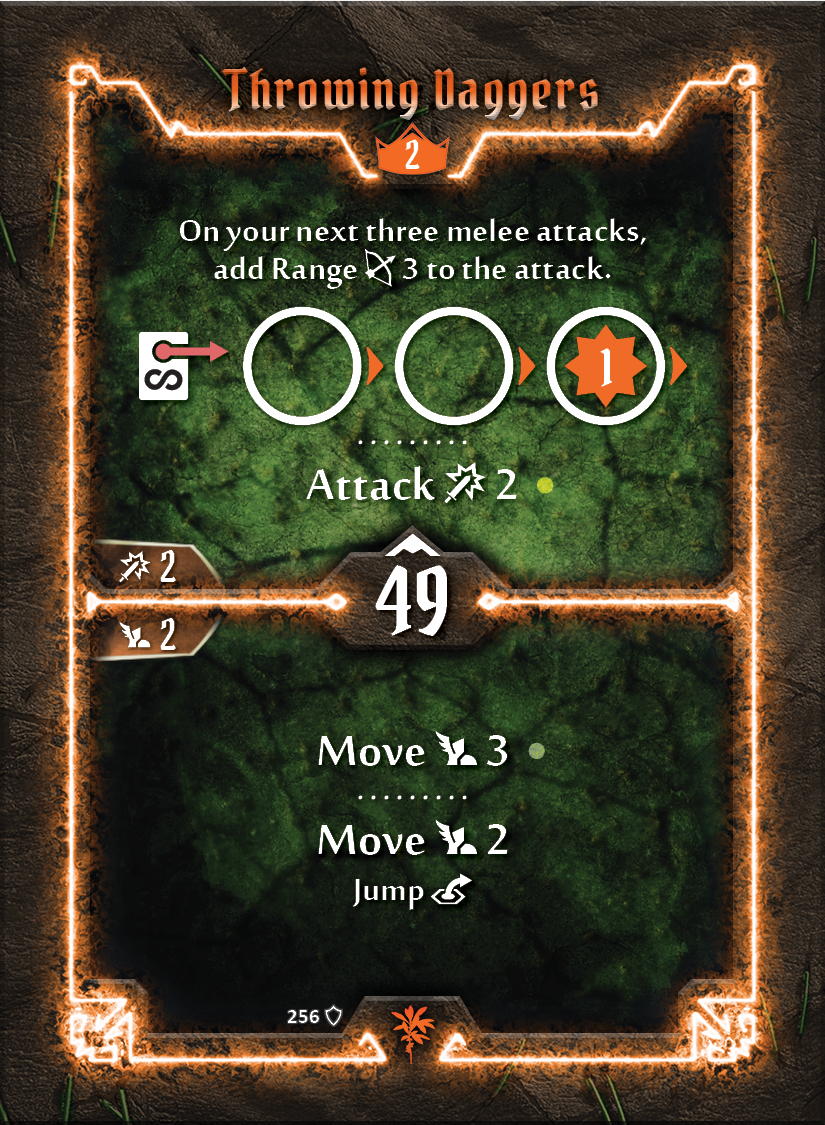 Throwing Daggers
2
On your next three melee attacks,
add Range 3 to the attack.
1
Attack 2
2
49
2
Move 3
Move 2
Jump
256